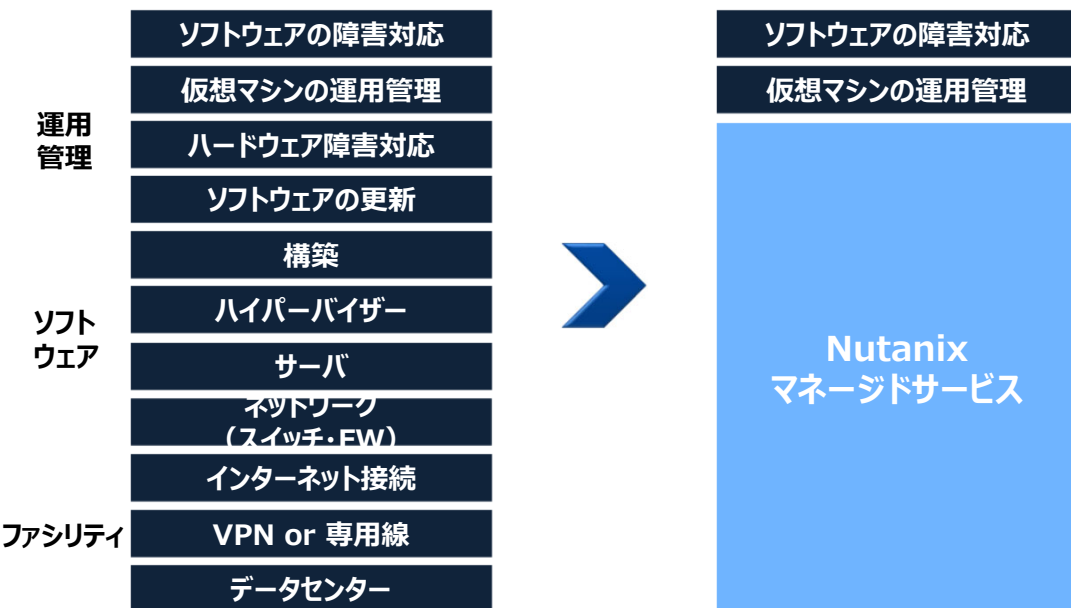 ソフトウェアの障害対応
仮想マシンの運用管理
ハードウェア障害対応
ソフトウェアの更新
構築
ハイパーバイザー
サーバ
ネットワーク
(スイッチ・FW)
インターネット接続
VPN or 専用線
データセンター
運用
管理
ソフト
ウェア
ファシリティ
ソフトウェアの障害対応
仮想マシンの運用管理
Nutanix
マネージドサービス